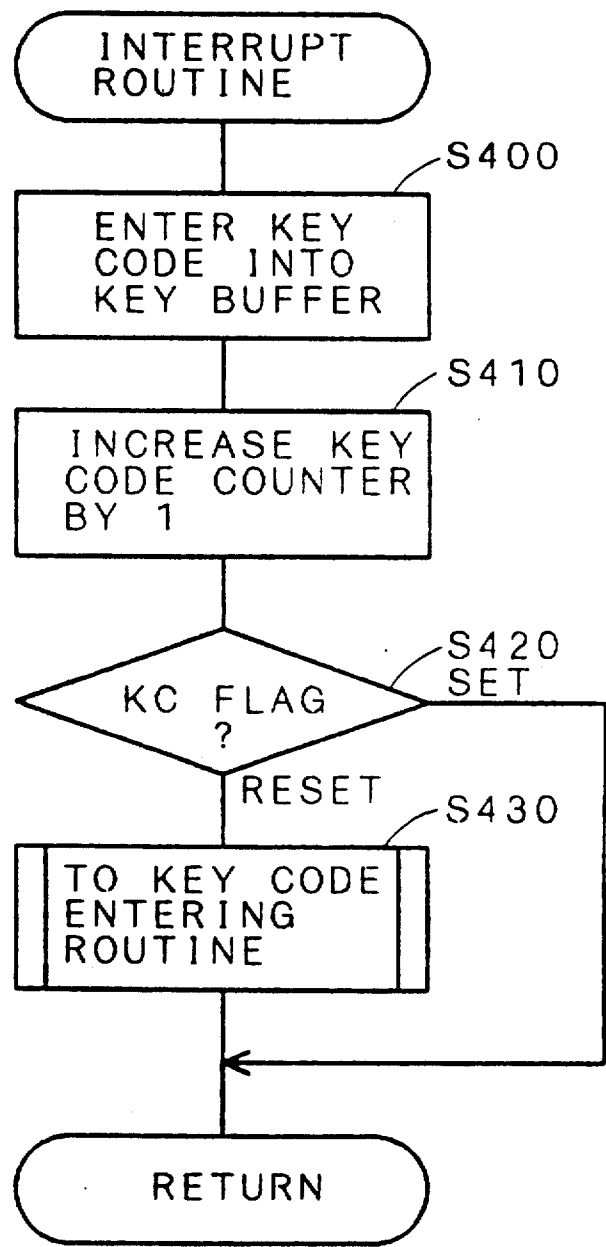 INTERRUPT
ROUTINE
S400
ENTER KEY
CODE INTO
KEY BUFFER
S410
INCREASE KEY
CODE COUNTER
BY 1
S420
SET
KC FLAG
?
RESET
S430
TO KEY CODE
ENTERING
ROUTINE
RETURN